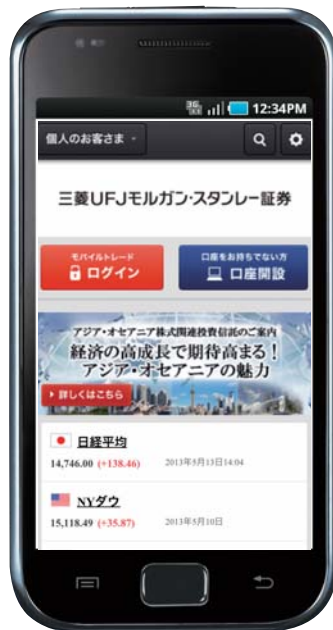 3G
12:34PM
個人のお客さま
三菱UFJモルガン・スタンレー証券
モバイルトレード
ログイン
口座をお持ちでない方
口座開設
アジア・オセアニア株式関連投資信託のご案内
経済の高成長で期待高まる!
アジア・オセアニアの魅力
詳しくはこちら
日経平均
14,746.00 (+138.46) 2013年5月13日14:04
NYダウ
15,118.49 (+35.87) 2013年5月10日